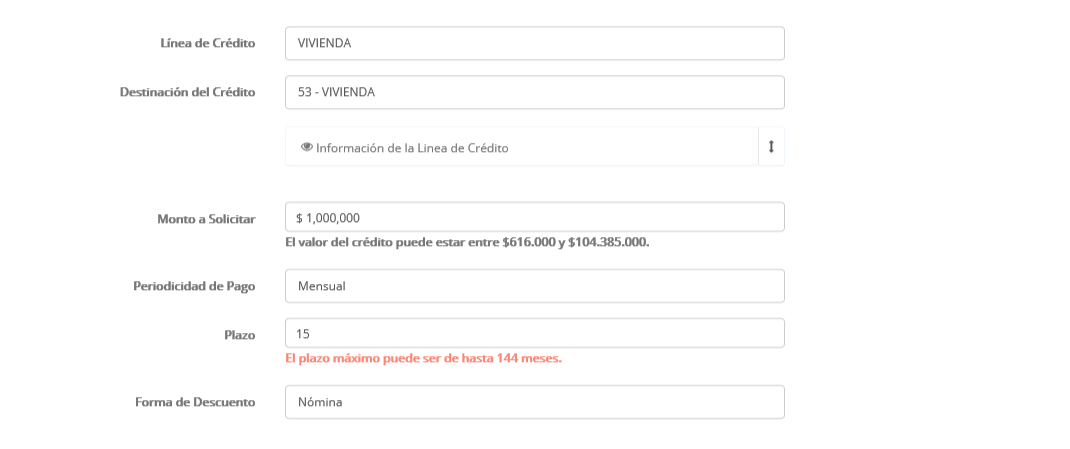 Línea de Crédito VIVIENDA
Destinación del Crédito 53 - VIVIENDA
Información de la Linea de Crédito
Monto a Solicitar $ 1,000,000
El valor del crédito puede estar entre $616.000 y $104.385.000.
Periodicidad de Pago Mensual
Plazo 15
El plazo máximo puede ser de hasta 144 meses.
Forma de Descuento Nómina